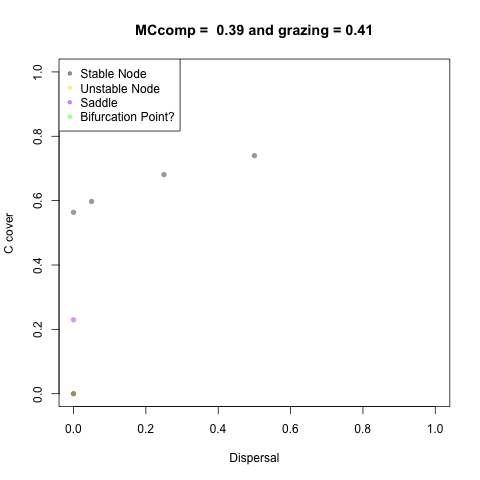 MCcomp =  0.39 and grazing = 0.41
Stable Node
Unstable Node
Saddle
Bifurcation Point?
C cover
1.0
0.8
0.6
0.4
0.2
0.0
0.0 0.2 0.4 0.6 0.8 1.0
Dispersal